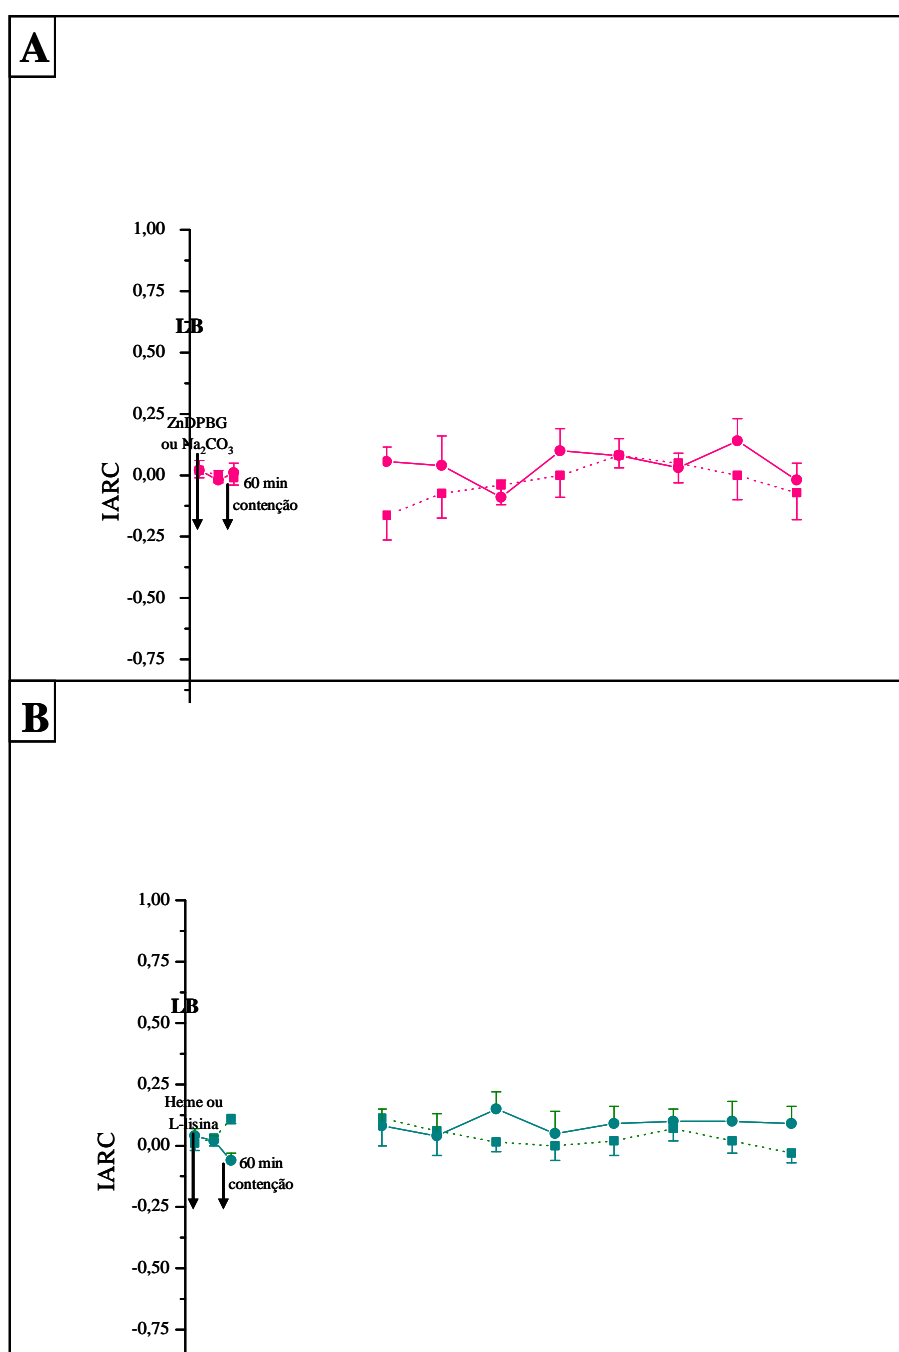 A
1,00
0,75
LB
0,50
0,25
ZnDPBG
ou Na₂CO₃
0,00
60 min
contenção
IARC
-0,25
-0,50
-0,75
B
1,00
0,75
LB
0,50
0,25
Heme ou
L-lisina
0,00
60 min
contenção
IARC
-0,25
-0,50
-0,75